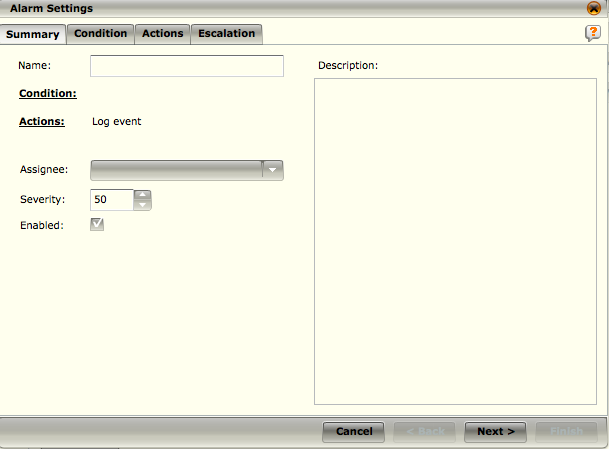 Alarm Settings
Summary Condition Actions Escalation
?
Name:
Description:
Condition:
Actions: Log event
Assignee:
Severity: 50
Enabled:
Cancel < Back Next > Finish